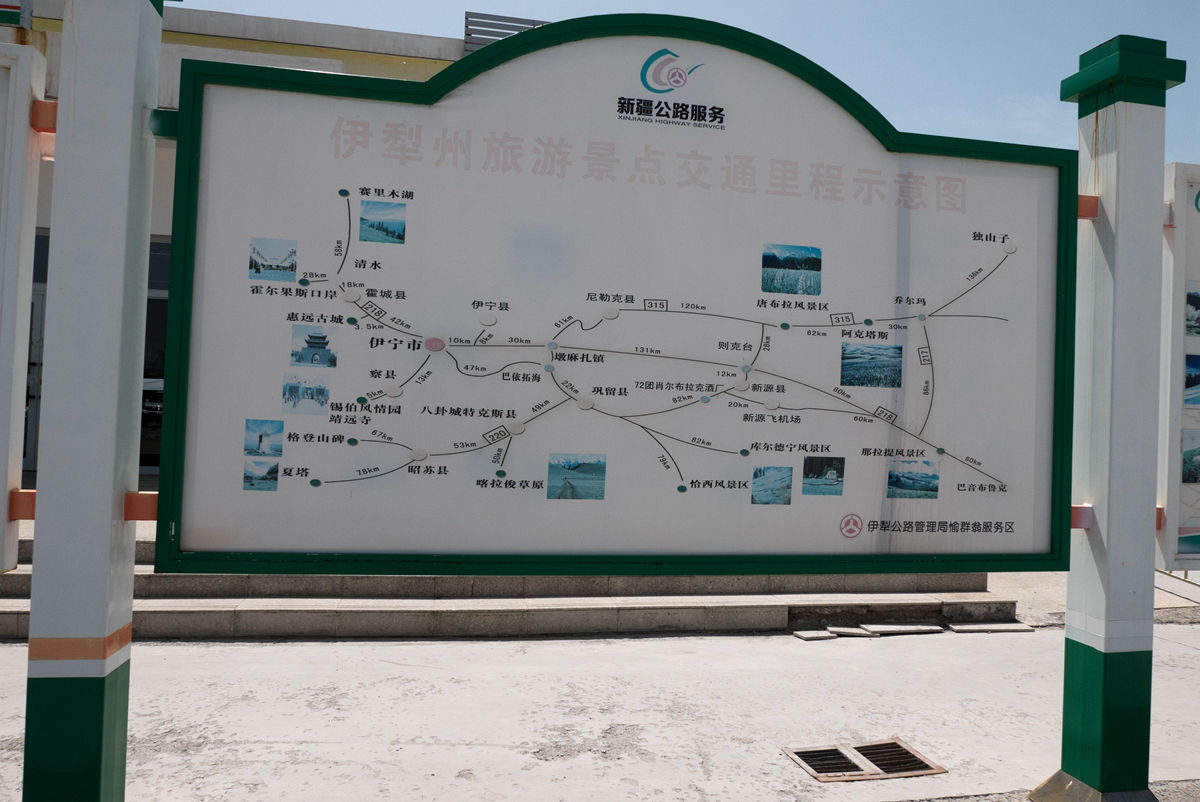 新疆公路服务
XINJIANG HIGHWAY SERVICE
伊犁州旅游景点交通里程示意图
赛里木湖
58km
清水
28km
霍尔果斯口岸
18km
霍城县
218
42km
惠远古城
3.5km
伊宁市
10km
伊宁县
8km
30km
47km
察县
13km
5km
锡伯风情园
靖远寺
格登山碑
67km
夏塔
78km
昭苏县
53km
220
八卦城特克斯县
49km
50km
喀拉俊草原
巴依拓海
墩麻扎镇
22km
巩留县
61km
尼勒克县
315
120km
131km
唐布拉风景区
62km
315
阿克塔斯
30km
乔尔玛
独山子
136km
217
86km
则克台
28km
12km
新源县
72团肖尔布拉克酒厂
82km
20km
新源飞机场
80km
60km
218
那拉提风景区
80km
巴音布鲁克
82km
库尔德宁风景区
79km
恰西风景区
伊犁公路管理局愉群翁服务区